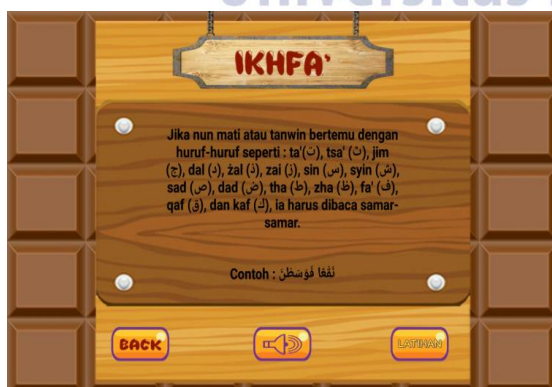 Universitas
IKHFA'
Jika nun mati atau tanwin bertemu dengan
huruf-huruf seperti : ta'(ت), tsa' (ث), jim
(ج), dal (د), żal (ذ), zai (ز), sin (س), syin (ش),
sad (ص), dad (ض), tha (ط), zha (ظ), fa' (ف),
qaf (ق), dan kaf (ك), ia harus dibaca samar-
samar.
Contoh : نَقْعًا فَوَسَطْنَ
BACK
LATIHAN